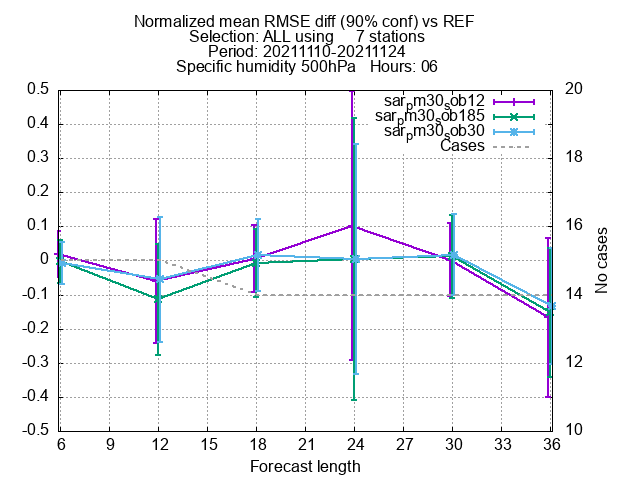 Normalized mean RMSE diff (90% conf) vs REF
Selection: ALL using 7 stations
Period: 20211110-20211124
Specific humidity 500hPa Hours: 06
sar_pm30_sob12
sar_pm30_sob185
sar_pm30_sob30
Cases
0.5
0.4
0.3
0.2
0.1
0
-0.1
-0.2
-0.3
-0.4
-0.5
20
18
16
14
12
10
No cases
6 9 12 15 18 21 24 27 30 33 36
Forecast length